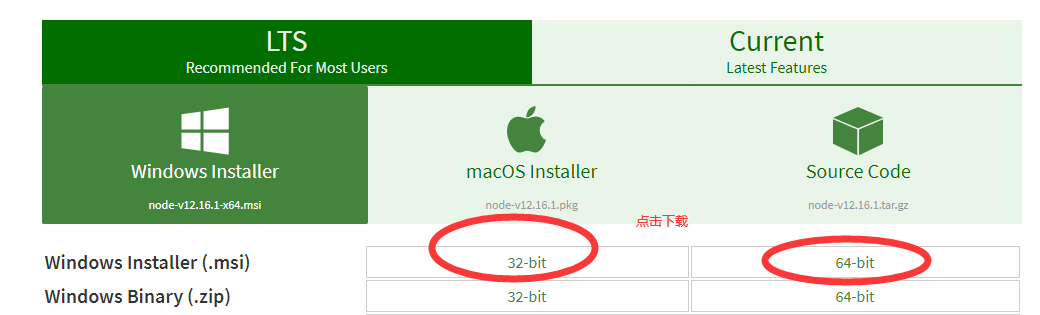 LTS
Recommended For Most Users
Current
Latest Features
Windows Installer
node-v12.16.1-x64.msi
macOS Installer
node-v12.16.1.pkg
Source Code
node-v12.16.1.tar.gz
点击下载
Windows Installer (.msi)
32-bit
64-bit
Windows Binary (.zip)
32-bit
64-bit